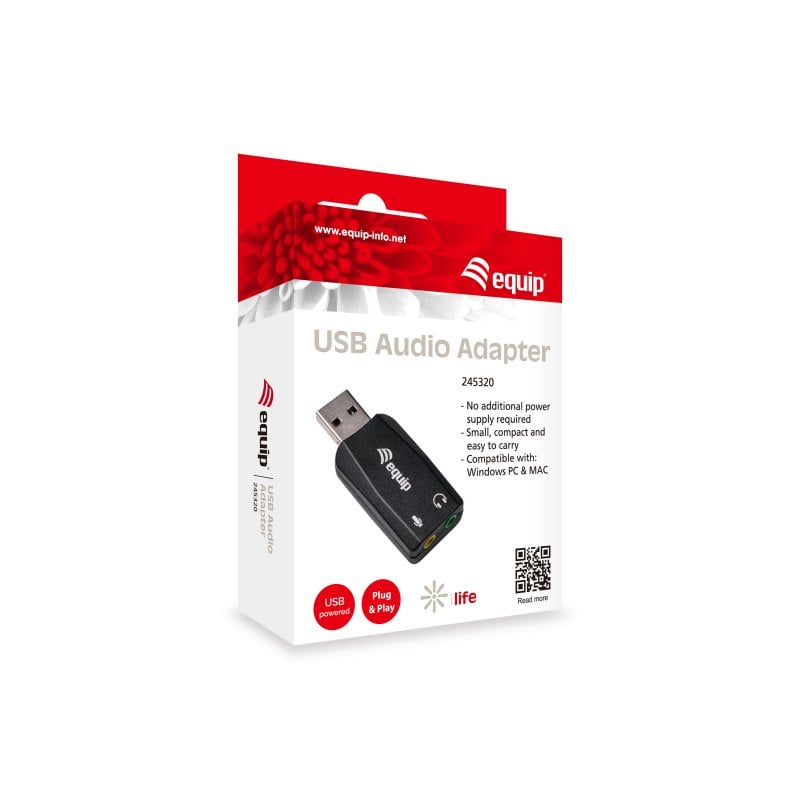 www.equip-info.net
equip
USB Audio Adapter
245320
- No additional power
supply required
- Small, compact and
easy to carry
- Compatible with:
Windows PC & MAC
equip
equip
USB Audio
Adapter
245320
USB
powered
Plug
& Play
life
Read more